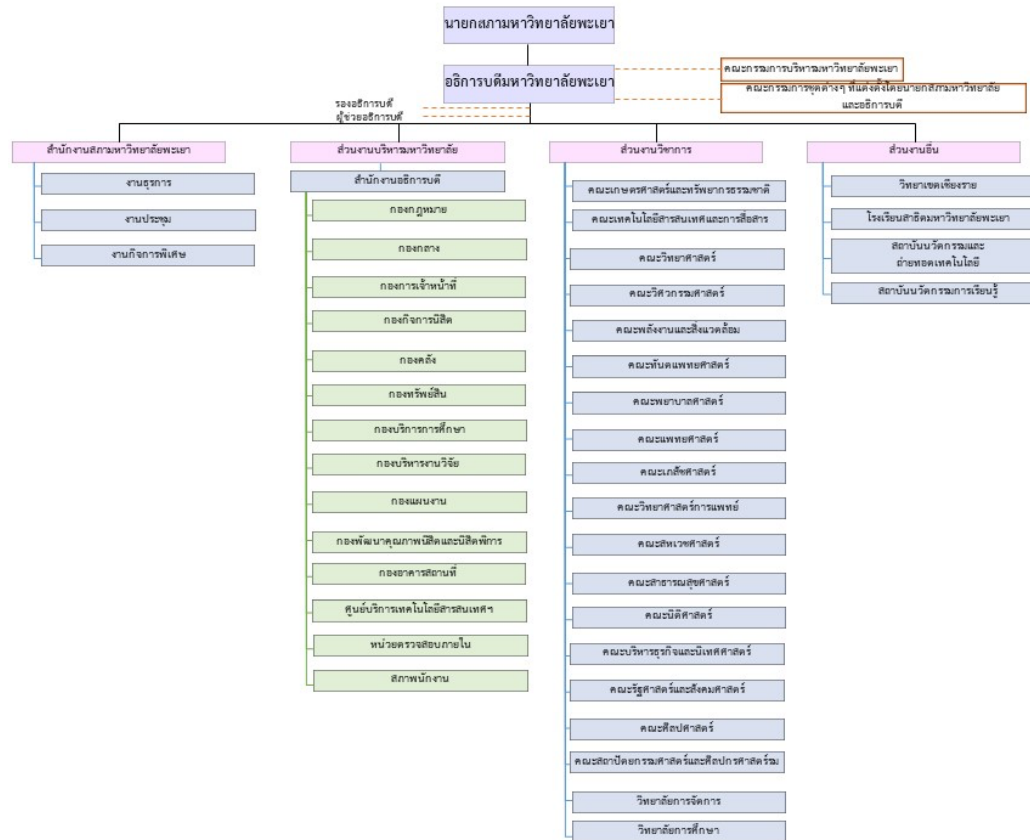 นายกสภามหาวิทยาลัยพะเยา
อธิการบดีมหาวิทยาลัยพะเยา
คณะกรรมการบริหารมหาวิทยาลัยพะเยา
คณะกรรมการชุดต่างๆ ที่แต่งตั้งโดยนายกสภามหาวิทยาลัย
และอธิการบดี
รองอธิการบดี
ผู้ช่วยอธิการบดี
สำนักงานสภามหาวิทยาลัยพะเยา
งานธุรการ
งานประชุม
งานกิจการพิเศษ
ส่วนงานบริหารมหาวิทยาลัย
สำนักงานอธิการบดี
กองกฎหมาย
กองกลาง
กองการเจ้าหน้าที่
กองกิจการนิสิต
กองคลัง
กองทรัพย์สิน
กองบริการการศึกษา
กองบริหารงานวิจัย
กองแผนงาน
กองพัฒนาคุณภาพนิสิตและนิสิตพิการ
กองอาคารสถานที่
ศูนย์บริการเทคโนโลยีสารสนเทศฯ
หน่วยตรวจสอบภายใน
สภาพนักงาน
ส่วนงานวิชาการ
คณะเกษตรศาสตร์และทรัพยากรธรรมชาติ
คณะเทคโนโลยีสารสนเทศและการสื่อสาร
คณะวิทยาศาสตร์
คณะวิศวกรรมศาสตร์
คณะพลังงานและสิ่งแวดล้อม
คณะทันตแพทยศาสตร์
คณะพยาบาลศาสตร์
คณะแพทยศาสตร์
คณะเภสัชศาสตร์
คณะวิทยาศาสตร์การแพทย์
คณะสหเวชศาสตร์
คณะสาธารณสุขศาสตร์
คณะนิติศาสตร์
คณะบริหารธุรกิจและนิเทศศาสตร์
คณะรัฐศาสตร์และสังคมศาสตร์
คณะศิลปศาสตร์
คณะสถาปัตยกรรมศาสตร์และศิลปกรศาสตร์รม
วิทยาลัยการจัดการ
วิทยาลัยการศึกษา
ส่วนงานอื่น
วิทยาเขตเชียงราย
โรงเรียนสาธิตมหาวิทยาลัยพะเยา
สถาบันนวัตกรรมและ
ถ่ายทอดเทคโนโลยี
สถาบันนวัตกรรมการเรียนรู้